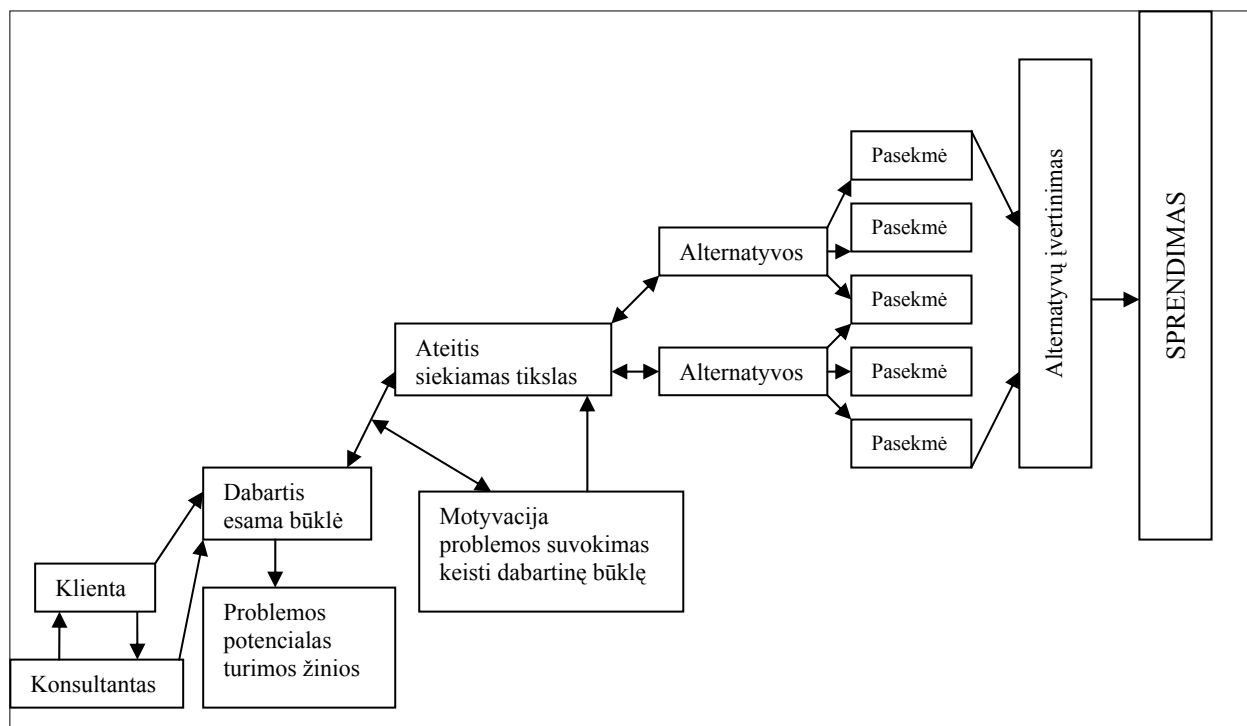 Konsultantas
Klienta
Dabartis
esama būklė
Problemos
potencialas
turimos žinios
Ateitis
siekiamas tikslas
Motyvacija
problemos suvokimas
keisti dabartinę būklę
Alternatyvos
Alternatyvos
Pasekmė
Pasekmė
Pasekmė
Pasekmė
Pasekmė
Alternatyvų įvertinimas
SPRENDIMAS